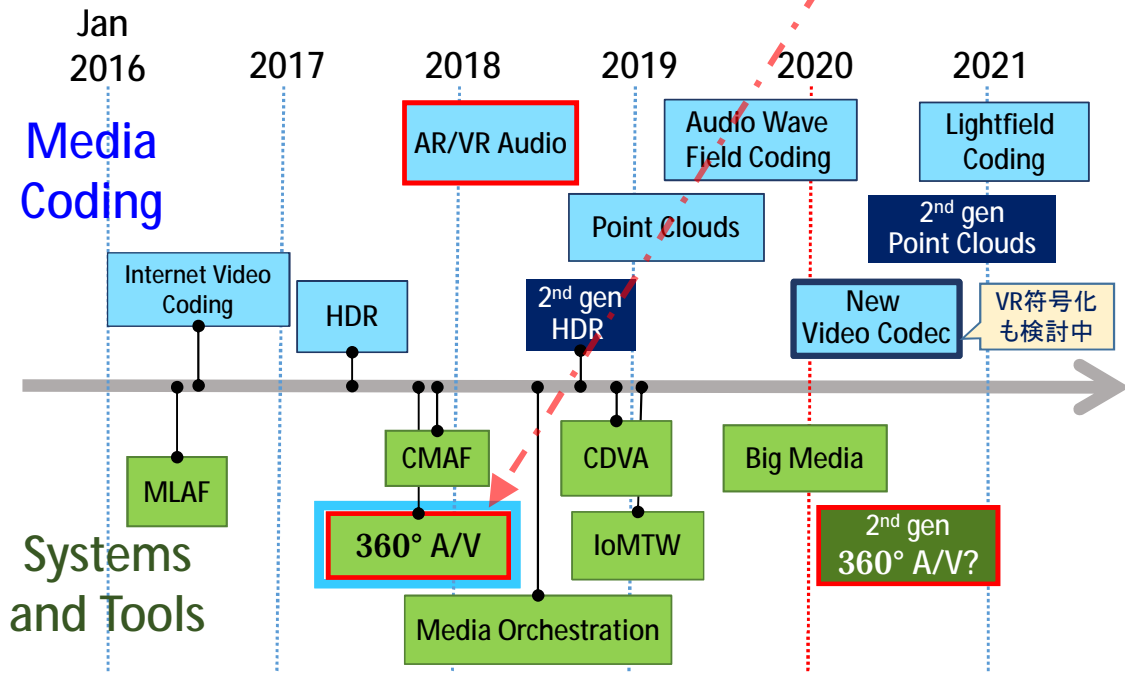 Jan
2016
2017
2018
2019
2020
2021
Media
Coding
AR/VR Audio
Audio Wave
Field Coding
Lightfield
Coding
Point Clouds
2nd gen
Point Clouds
Internet Video
Coding
HDR
2nd gen
HDR
New
Video Codec
VR符号化
も検討中
MLAF
CMAF
CDVA
Big Media
360° A/V
IoMTW
2nd gen
360° A/V?
Systems
and Tools
Media Orchestration